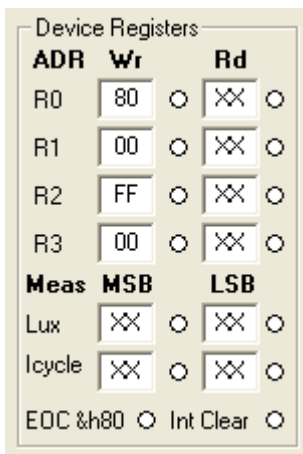 Device Registers
ADR Wr Rd
R0 80 XX
R1 00 XX
R2 FF XX
R3 00 XX
Meas MSB LSB
Lux XX XX
Icycle XX XX
EOC &h80 Int Clear